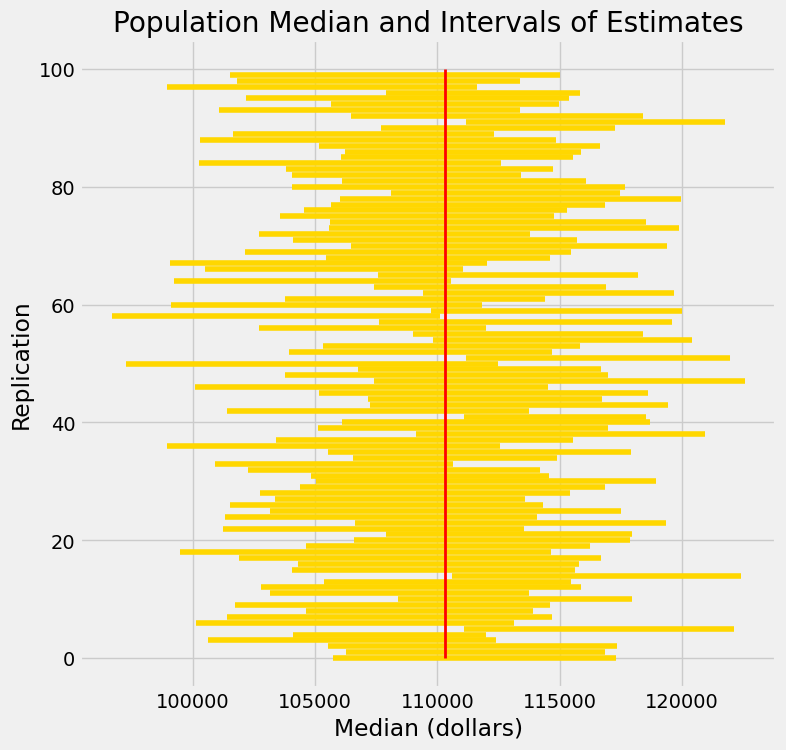 Population Median and Intervals of Estimates
100
80
60
40
20
0
Replication
100000 105000 110000 115000 120000
Median (dollars)